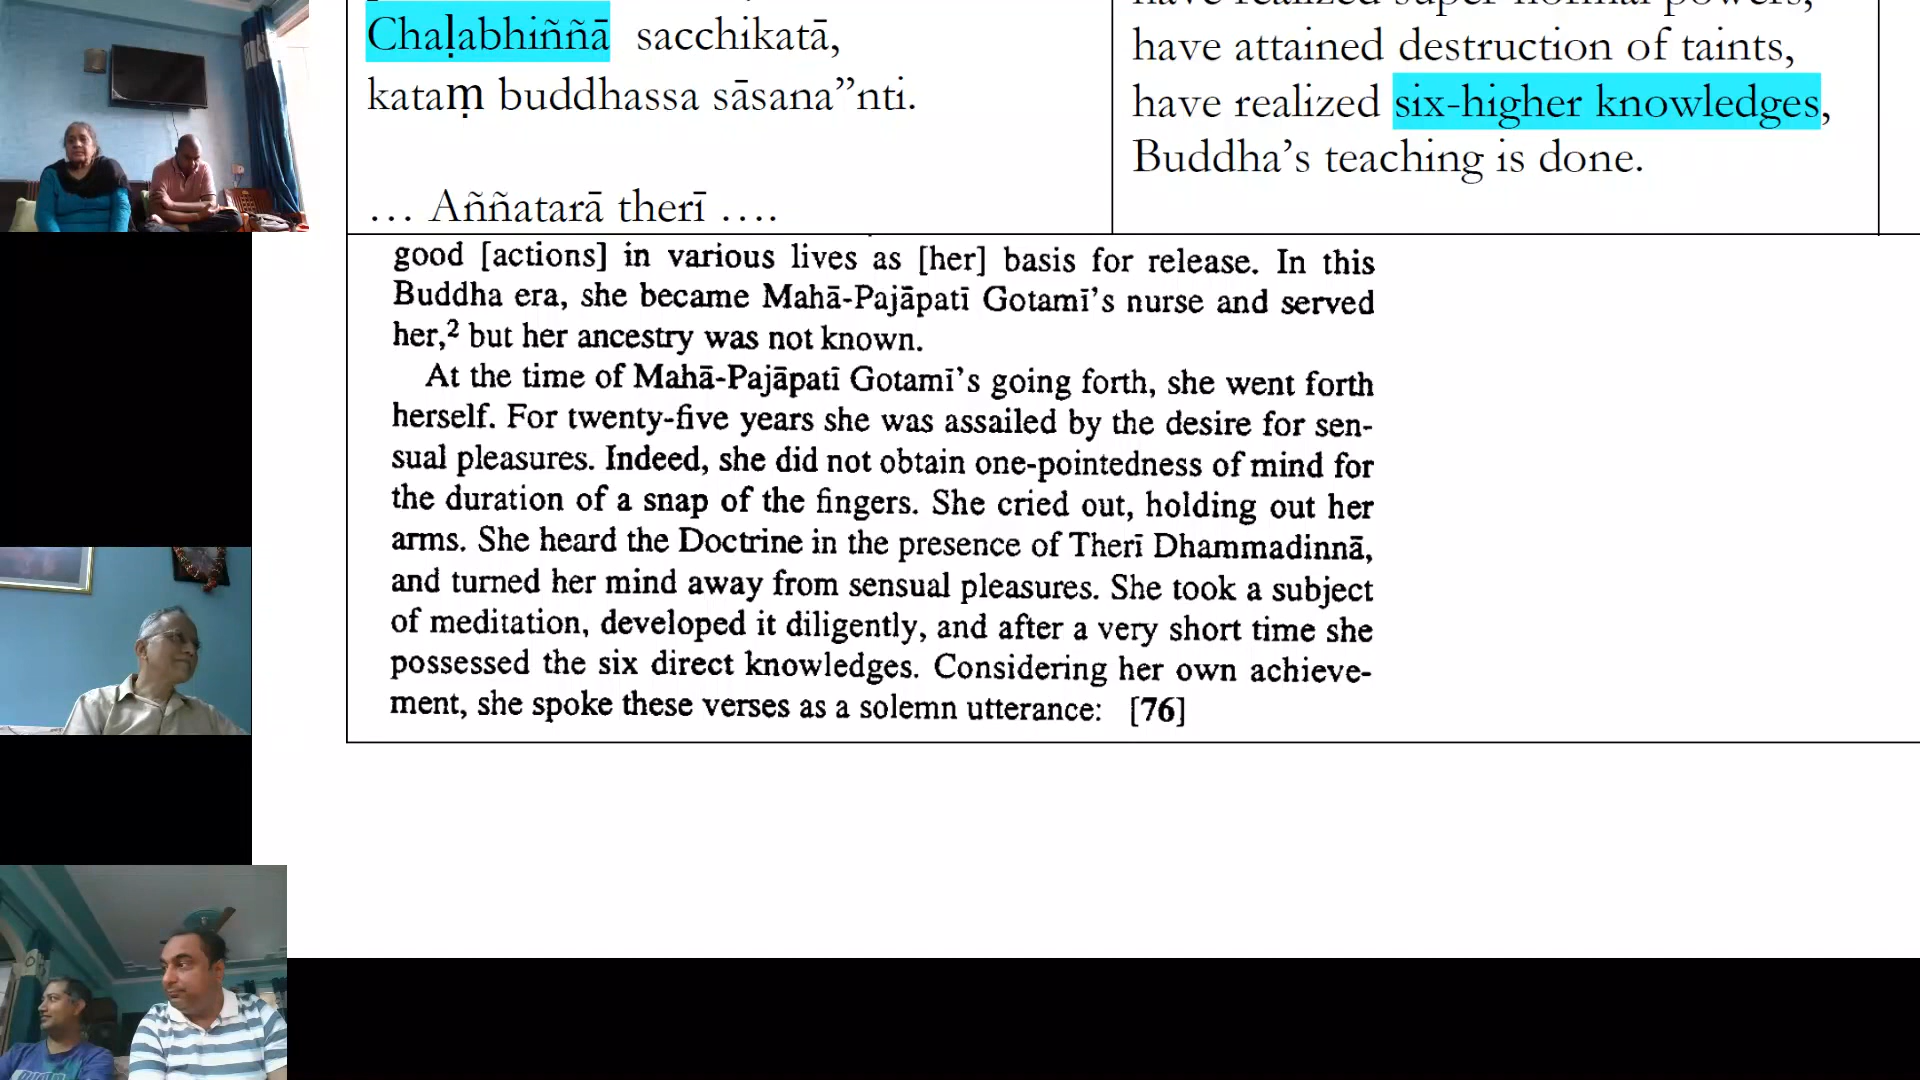 Chaḷabhiññā sacchikatā,
kataṃ buddhassa sāsana”nti.
… Aññatarā therī ….
have realized super normal powers,
have attained destruction of taints,
have realized six-higher knowledges,
Buddha’s teaching is done.
good [actions] in various lives as [her] basis for release. In this
Buddha era, she became Mahā-Pajāpatī Gotamī’s nurse and served
her,² but her ancestry was not known.
At the time of Mahā-Pajāpatī Gotamī’s going forth, she went forth
herself. For twenty-five years she was assailed by the desire for sen-
sual pleasures. Indeed, she did not obtain one-pointedness of mind for
the duration of a snap of the fingers. She cried out, holding out her
arms. She heard the Doctrine in the presence of Therī Dhammadinnā,
and turned her mind away from sensual pleasures. She took a subject
of meditation, developed it diligently, and after a very short time she
possessed the six direct knowledges. Considering her own achieve-
ment, she spoke these verses as a solemn utterance: [76]